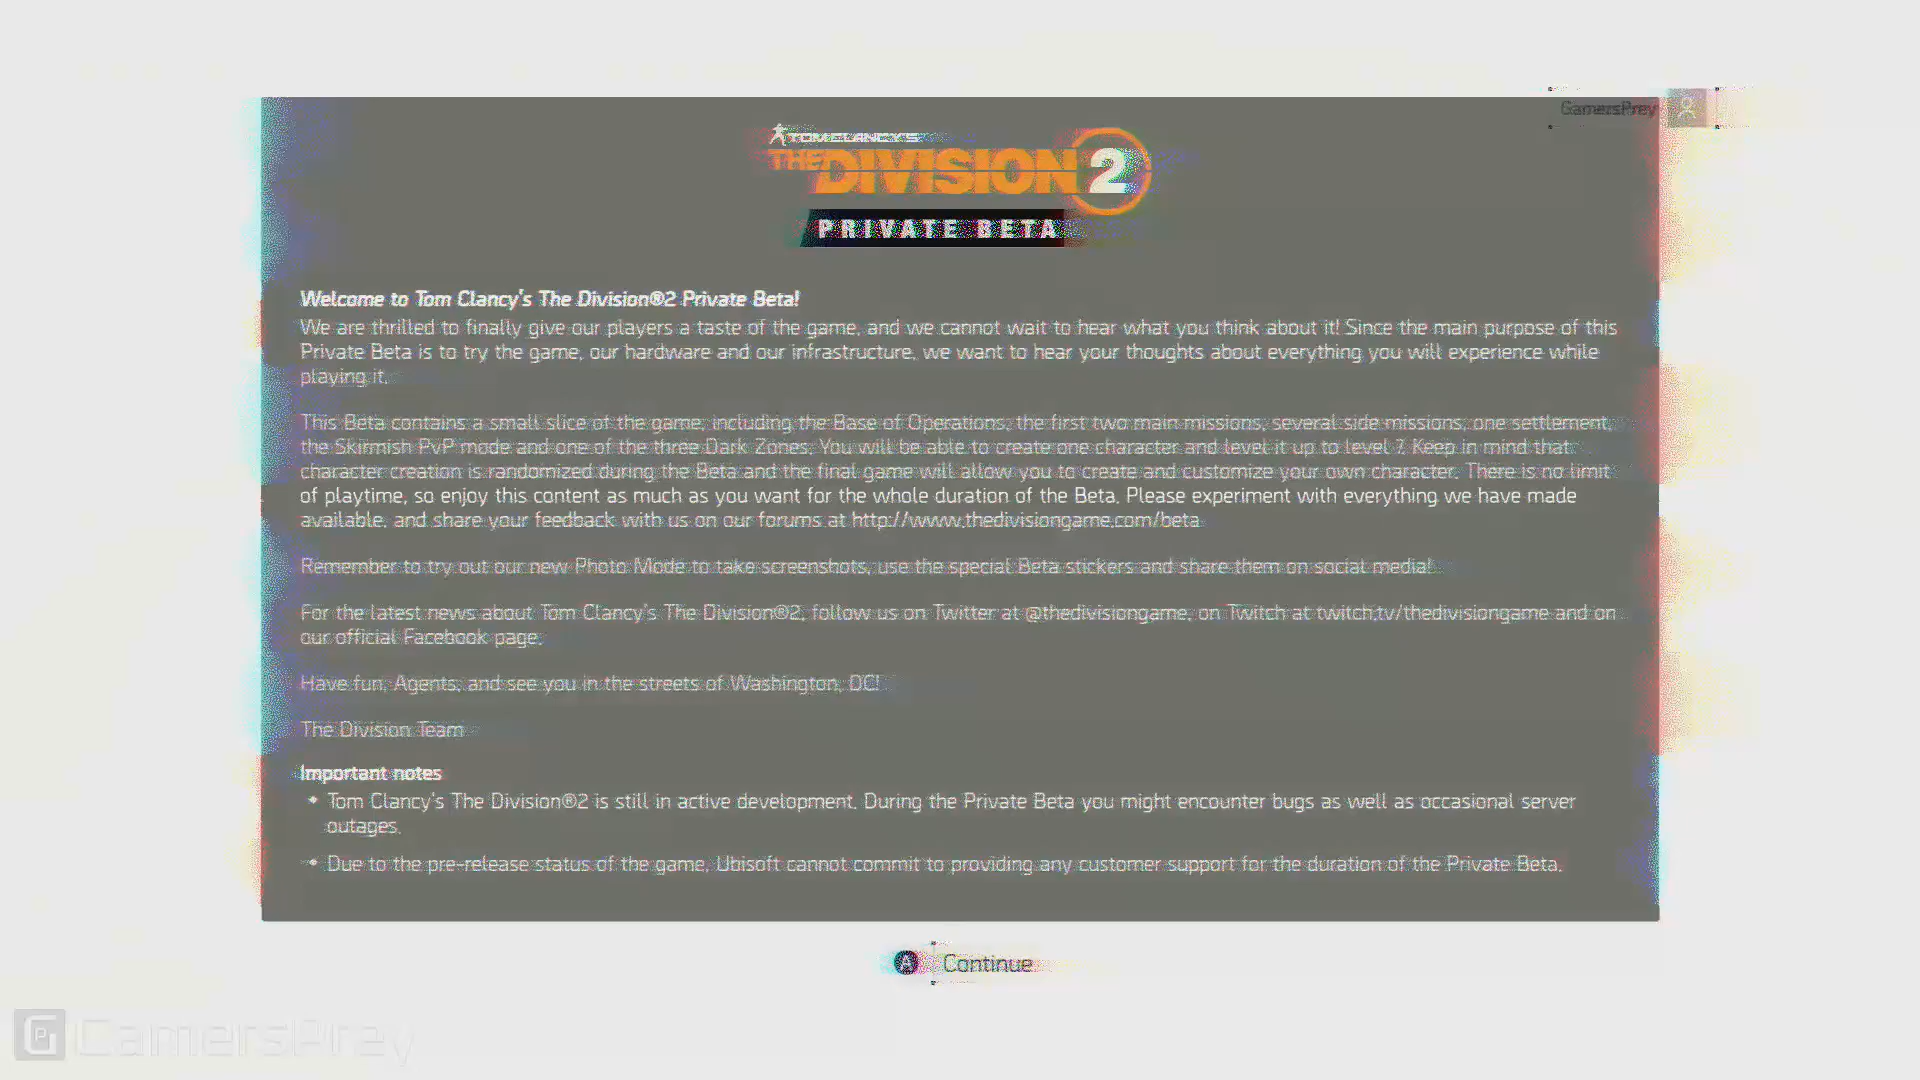 GamersPrey
TOM CLANCY'S
THE DIVISION 2
PRIVATE BETA
Welcome to Tom Clancy's The Division®2 Private Beta!
We are thrilled to finally give our players a taste of the game, and we cannot wait to hear what you think about it! Since the main purpose of this
Private Beta is to try the game, our hardware and our infrastructure, we want to hear your thoughts about everything you will experience while
playing it.
This Beta contains a small slice of the game, including the Base of Operations, the first two main missions, several side missions, one settlement,
the Skirmish PvP mode and one of the three Dark Zones. You will be able to create one character and level it up to level Keep in mind that
character creation is randomized during the Beta and the final game will allow you to create and customize your own character. There is no limit
of playtime, so enjoy this content as much as you want for the whole duration of the Beta. Please experiment with everything we have made
available, and share your feedback with us on our forums at http://www.thedivisiongame.com/beta
Remember to try out our new Photo Mode to take screenshots, use the special Beta stickers and share them on social media!
For the latest news about Tom Clancy's The Division®2, follow us on Twitter at @thedivisiongame, on Twitch at twitch.tv/thedivisiongame and on
our official Facebook page.
Have fun, Agents, and see you in the streets of Washington, DC!
The Division Team
Important notes
• Tom Clancy's The Division®2 is still in active development. During the Private Beta you might encounter bugs as well as occasional server
outages.
• Due to the pre-release status of the game, Ubisoft cannot commit to providing any customer support for the duration of the Private Beta.
A Continue
GamersPrey